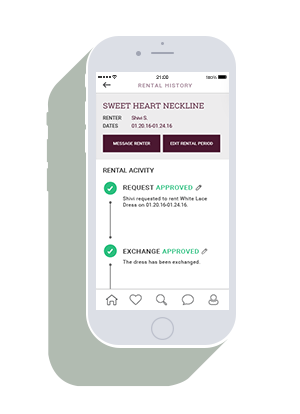 21:00 100%
RENTAL HISTORY
SWEET HEART NECKLINE
RENTER Shivi S.
DATES 01.20.16-01.24.16
MESSAGE RENTER EDIT RENTAL PERIOD
RENTAL ACIVITY
REQUEST APPROVED
Shivi requested to rent White Lace
Dress on 01.20.16-01.24.16.
EXCHANGE APPROVED
The dress has been exchanged.